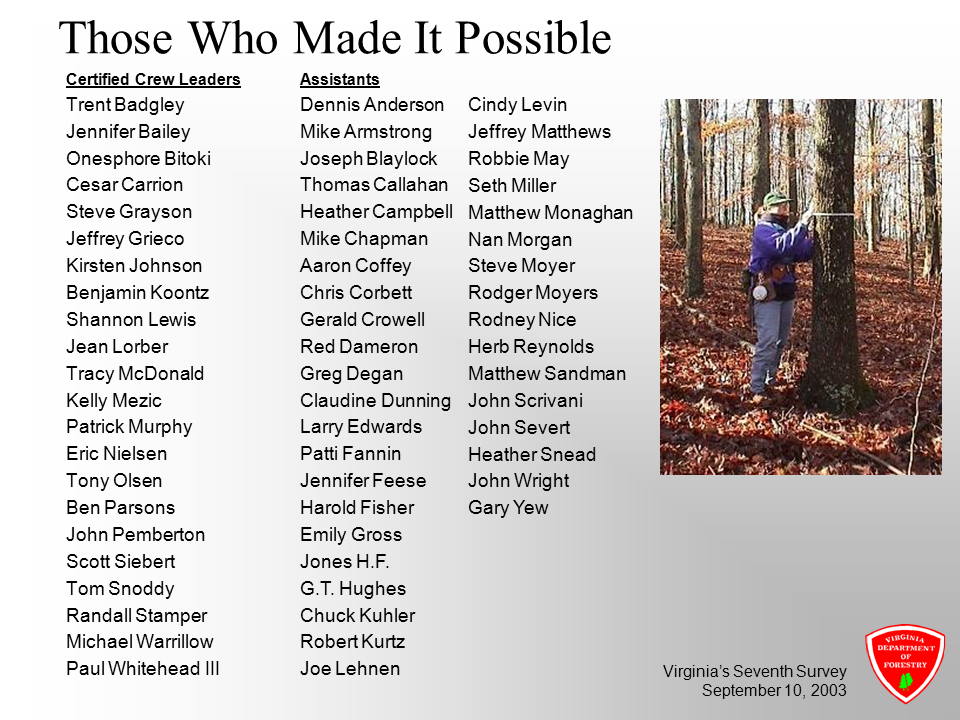 Those Who Made It Possible
Certified Crew Leaders
Trent Badgley
Jennifer Bailey
Onesphore Bitoki
Cesar Carrion
Steve Grayson
Jeffrey Grieco
Kirsten Johnson
Benjamin Koontz
Shannon Lewis
Jean Lorber
Tracy McDonald
Kelly Mezic
Patrick Murphy
Eric Nielsen
Tony Olsen
Ben Parsons
John Pemberton
Scott Siebert
Tom Snoddy
Randall Stamper
Michael Warrillow
Paul Whitehead III
Assistants
Dennis Anderson
Mike Armstrong
Joseph Blaylock
Thomas Callahan
Heather Campbell
Mike Chapman
Aaron Coffey
Chris Corbett
Gerald Crowell
Red Dameron
Greg Degan
Claudine Dunning
Larry Edwards
Patti Fannin
Jennifer Feese
Harold Fisher
Emily Gross
Jones H.F.
G.T. Hughes
Chuck Kuhler
Robert Kurtz
Joe Lehnen
Cindy Levin
Jeffrey Matthews
Robbie May
Seth Miller
Matthew Monaghan
Nan Morgan
Steve Moyer
Rodger Moyers
Rodney Nice
Herb Reynolds
Matthew Sandman
John Scrivani
John Severt
Heather Snead
John Wright
Gary Yew
Virginia’s Seventh Survey
September 10, 2003
VIRGINIA
DEPARTMENT
OF
FORESTRY